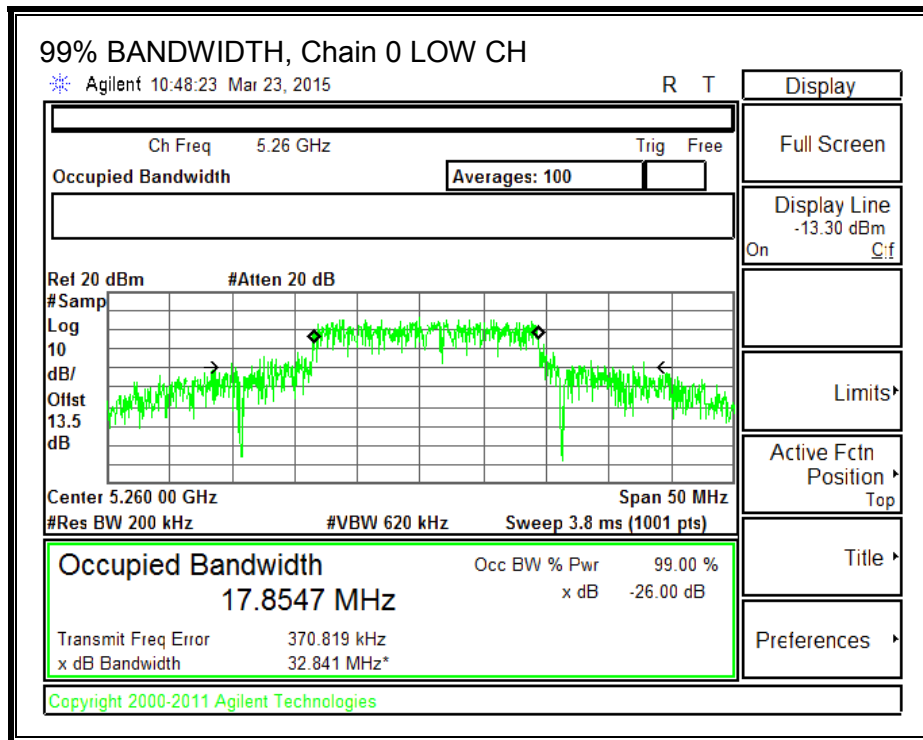 99% BANDWIDTH, Chain 0 LOW CH
Agilent 10:48:23 Mar 23, 2015 R T
Display
Ch Freq 5.26 GHz Trig Free
Full Screen
Occupied Bandwidth Averages: 100
Display Line
-13.30 dBm
On
Ref 20 dBm #Atten 20 dB
#Samp
Log
10
dB/
Offst
13.5
dB
Limits
Active Fctn
Position
Top
Center 5.260 00 GHz Span 50 MHz
#Res BW 200 kHz #VBW 620 kHz Sweep 3.8 ms (1001 pts)
Occupied Bandwidth Occ BW % Pwr 99.00 %
17.8547 MHz x dB -26.00 dB
Title
Transmit Freq Error 370.819 kHz
x dB Bandwidth 32.841 MHz*
Preferences
Copyright 2000-2011 Agilent Technologies